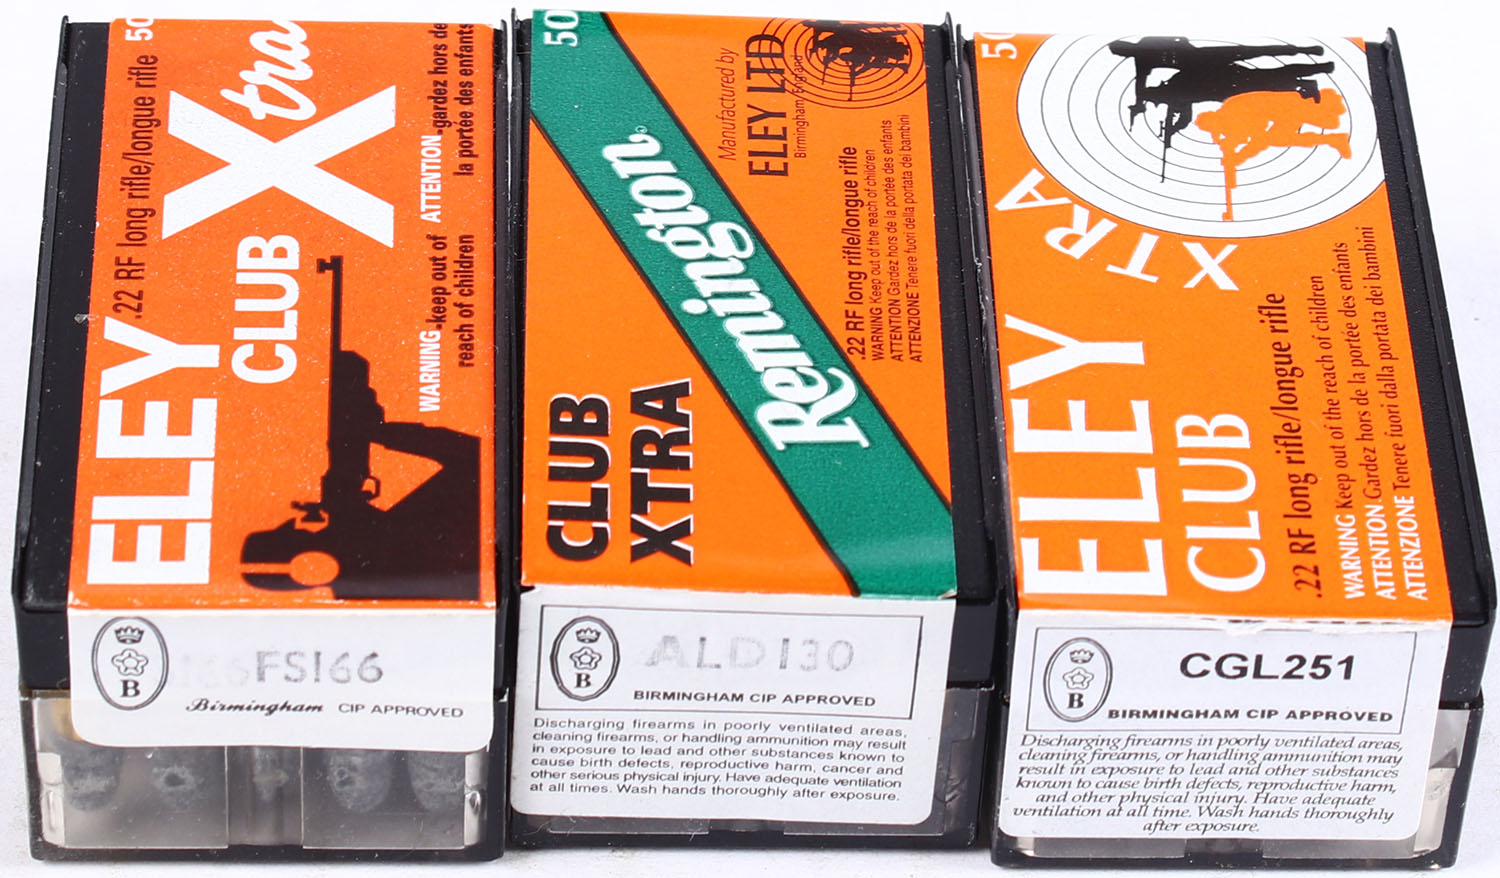 50
ELEY
.22 RF long rifle/longue rifle
CLUB
Xtra
WARNING-keep out of
reach of children
ATTENTION-gardez hors de
la portée des enfants
B
FS166
Birmingham CIP APPROVED
50
CLUB
XTRA
Remington
Manufactured by
ELEY LTD
Birmingham, England
.22 RF long rifle/longue rifle
WARNING Keep out of the reach of children
ATTENTION Gardez hors de la portée des enfants
ATTENZIONE Tenere fuori della portata dei bambini
B
ALD130
BIRMINGHAM CIP APPROVED
Discharging firearms in poorly ventilated areas,
cleaning firearms, or handling ammunition may result
in exposure to lead and other substances known to
cause birth defects, reproductive harm, cancer and
other serious physical injury. Have adequate ventilation
at all times. Wash hands thoroughly after exposure.
50
ELEY
XTRA
CLUB
.22 RF long rifle/longue rifle
WARNING Keep out of the reach of children
ATTENTION Gardez hors de la portée des enfants
ATTENZIONE Tenere fuori dalla portata dei bambini
B
CGL251
BIRMINGHAM CIP APPROVED
Discharging firearms in poorly ventilated areas,
cleaning firearms, or handling ammunition may
result in exposure to lead and other substances
known to cause birth defects, reproductive harm,
and other physical injury. Have adequate
ventilation at all time. Wash hands thoroughly
after exposure.